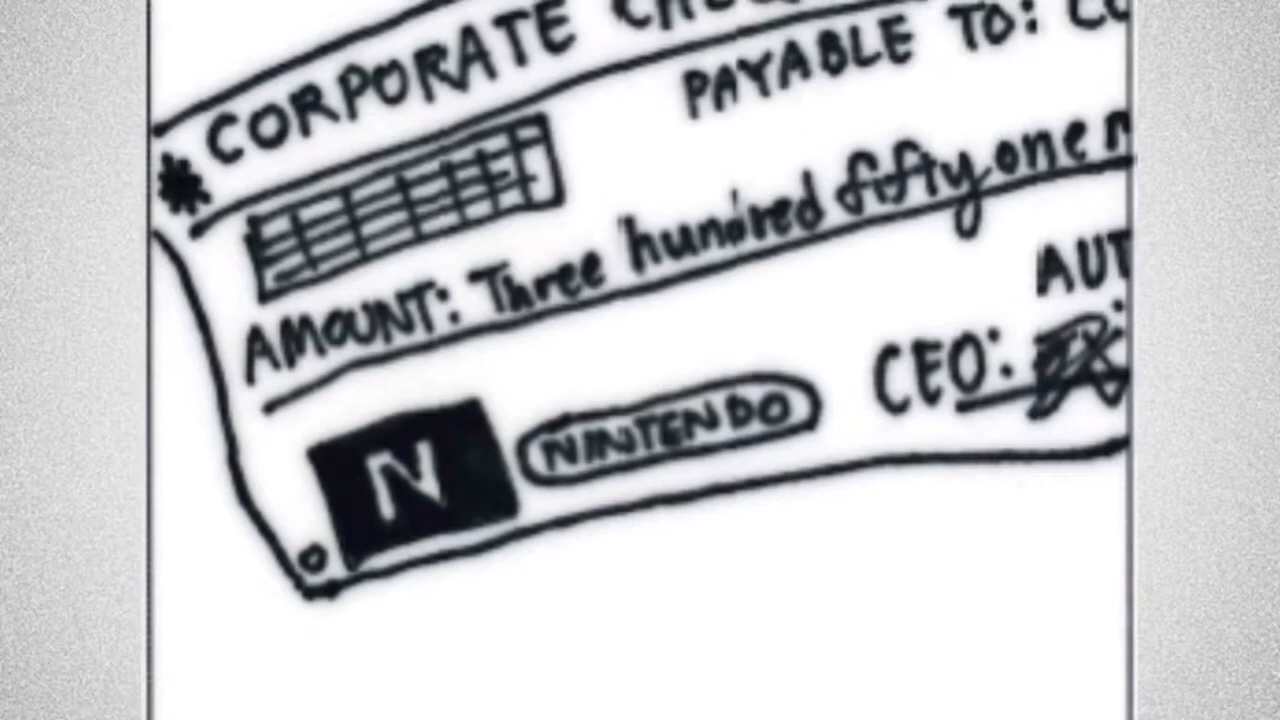 CORPORATE
PAYABLE TO:
AMOUNT: Three hundred fifty one
CEO:
N NINTENDO